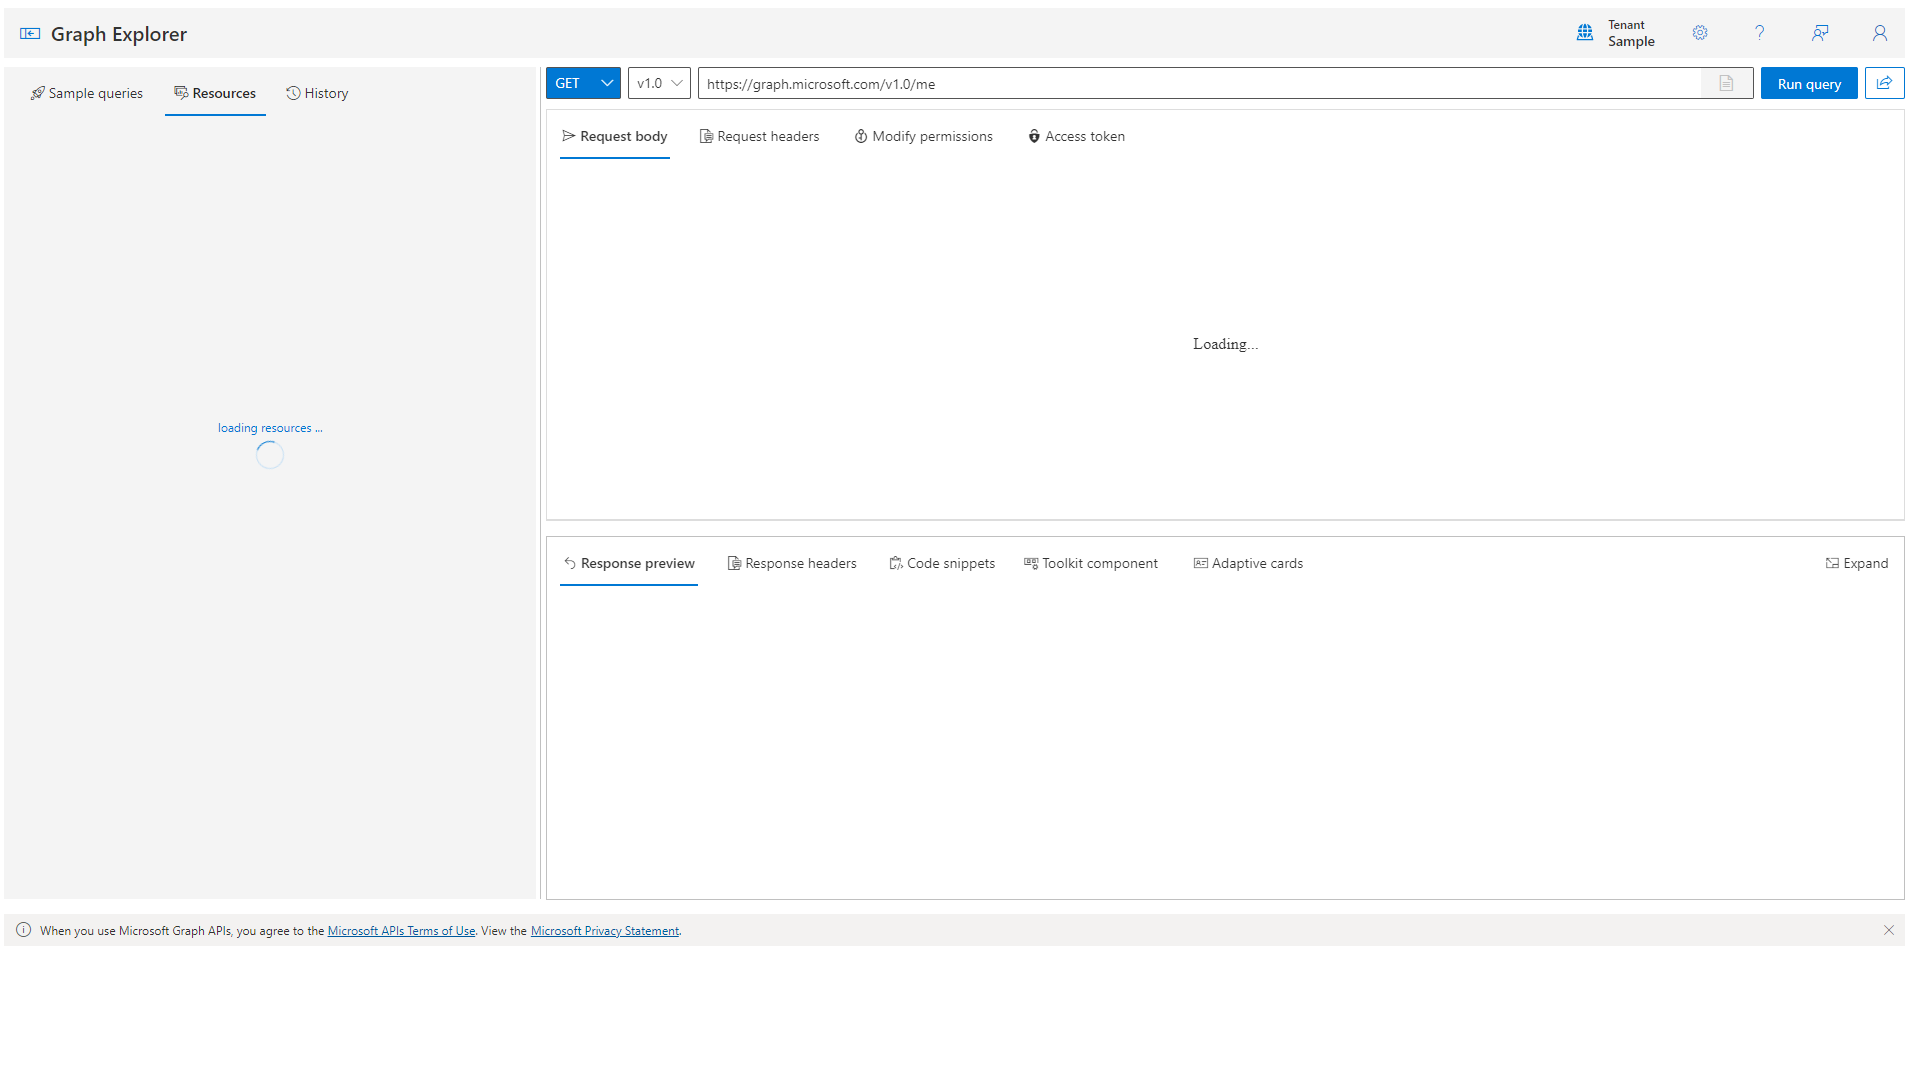 Graph Explorer
Tenant
Sample
Sample queries
Resources
History
GET
v1.0
https://graph.microsoft.com/v1.0/me
Run query
Request body
Request headers
Modify permissions
Access token
loading resources ...
Loading...
Response preview
Response headers
Code snippets
Toolkit component
Adaptive cards
Expand
When you use Microsoft Graph APIs, you agree to the Microsoft APIs Terms of Use. View the Microsoft Privacy Statement.